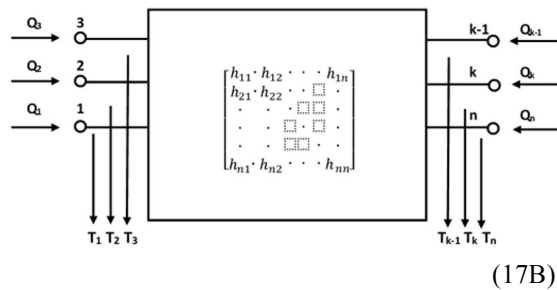 Q₃ 3 k-1 Qₖ₋₁
Q₂ 2 k Qₖ
Q₁ 1 n Qₙ
h₁₁· h₁₂ · · · h₁ₙ
h₂₁· h₂₂ · · ·
· · · ·
· · · ·
· · ·
hₙ₁· hₙ₂ · · · hₙₙ
T₁ T₂ T₃ Tₖ₋₁ Tₖ Tₙ
(17B)